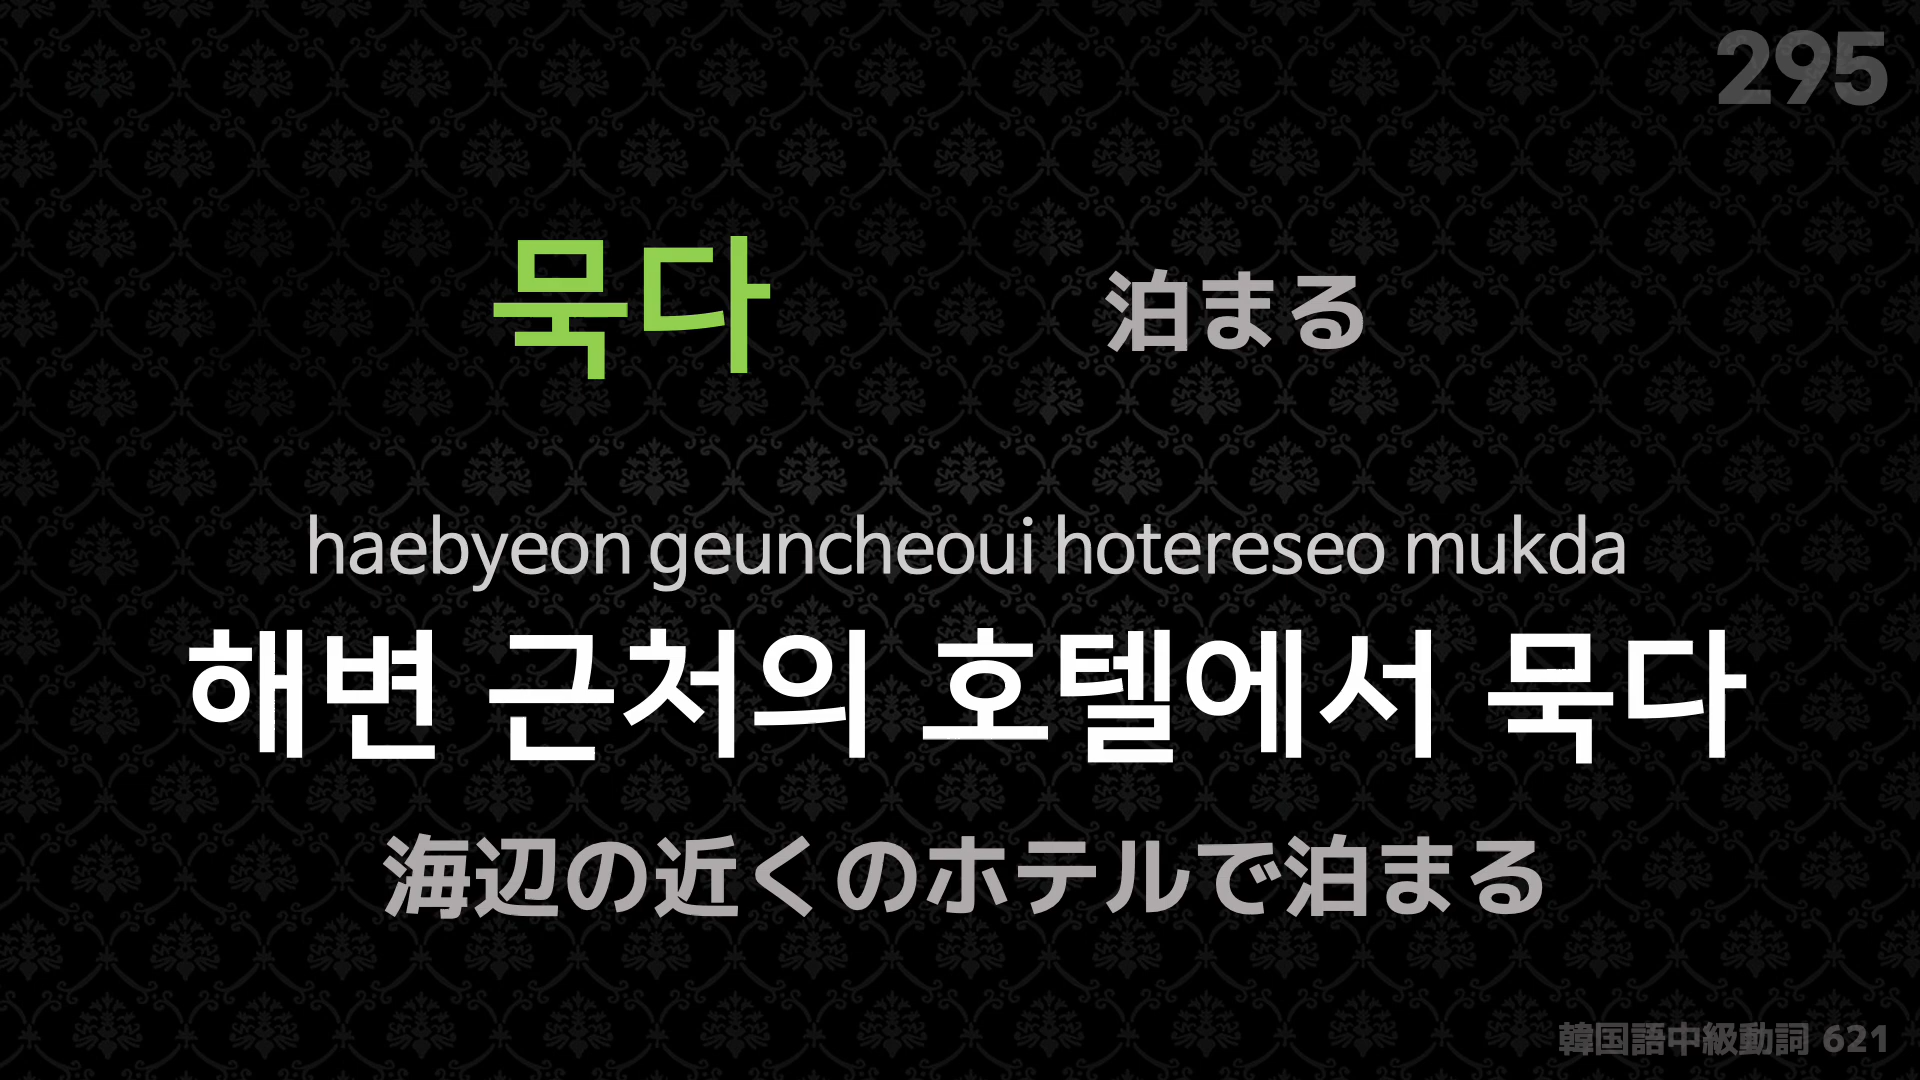 295
묵다 泊まる
haebyeon geuncheoui hotereseo mukda
해변 근처의 호텔에서 묵다
海辺の近くのホテルで泊まる
韓国語中級動詞 621